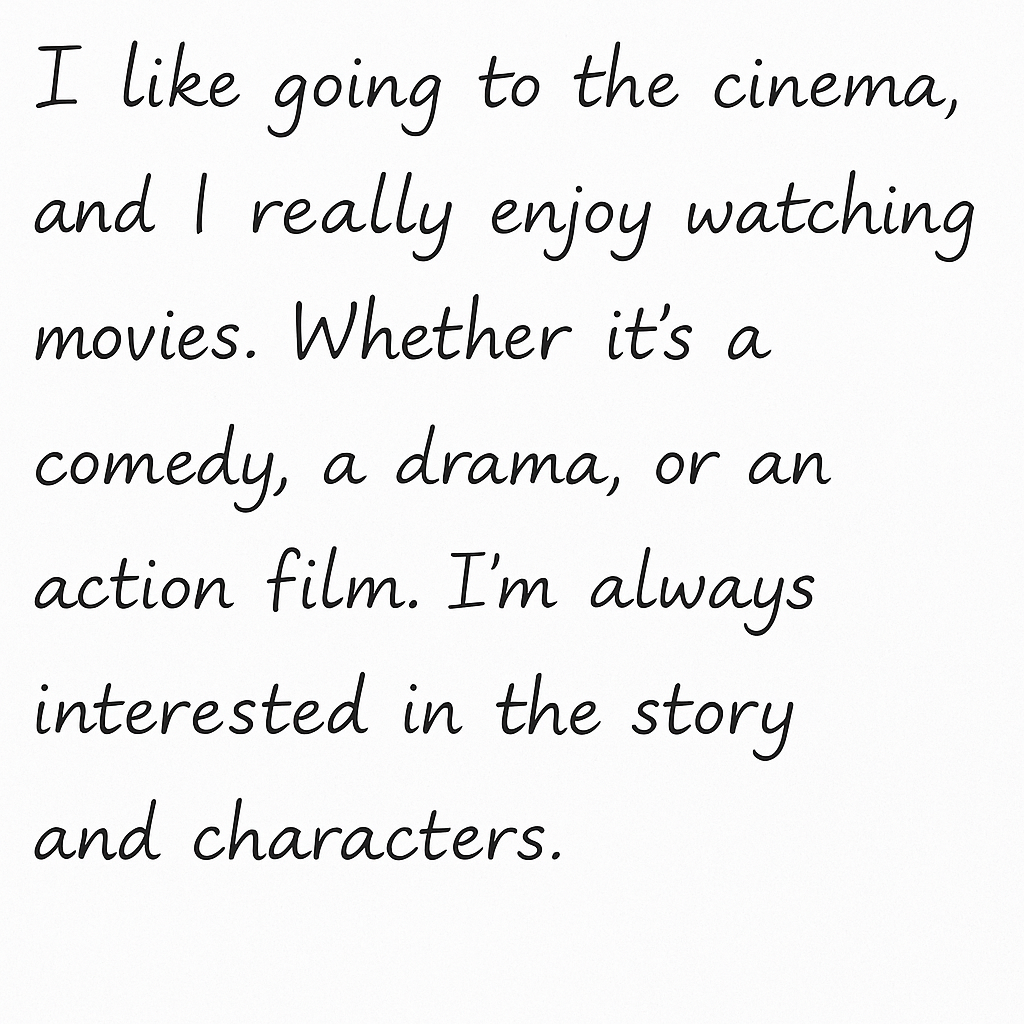 I like going to the cinema,
and I really enjoy watching
movies. Whether it’s a
comedy, a drama, or an
action film. I’m always
interested in the story
and characters.